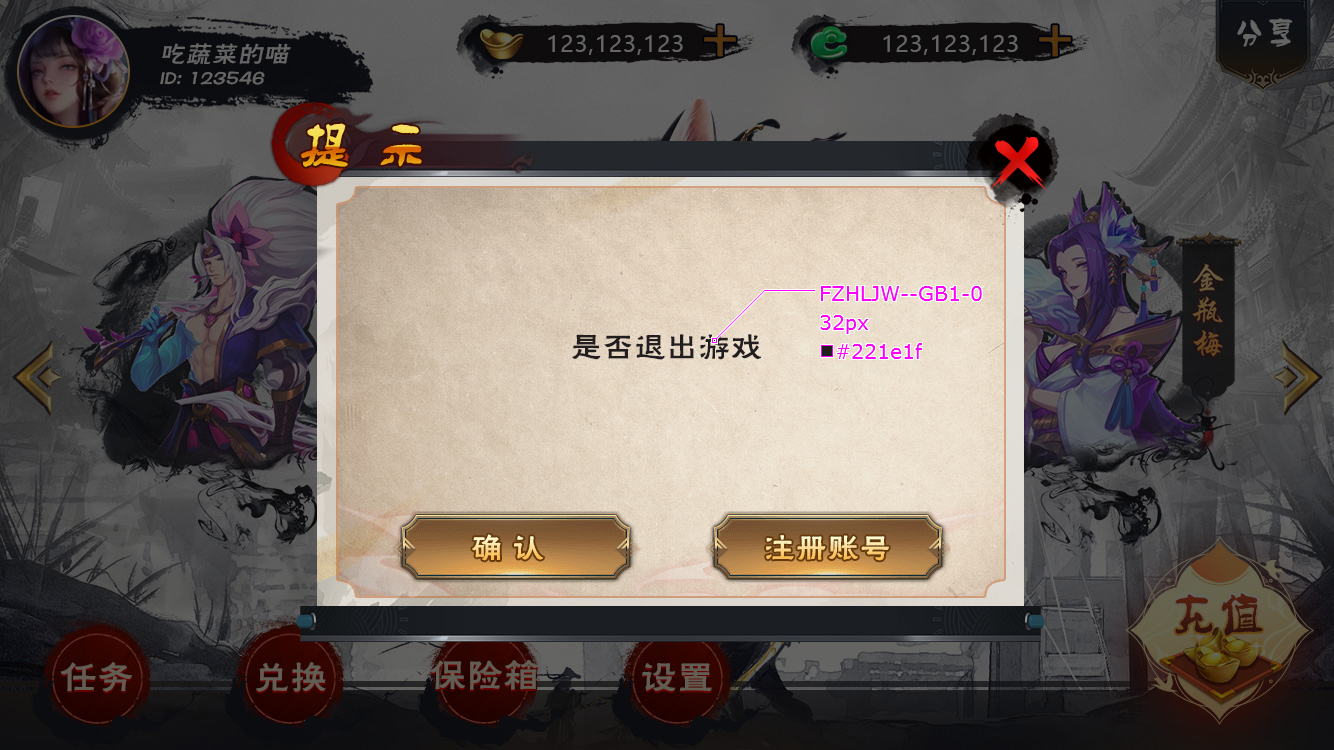 吃蔬菜的喵
ID: 123546
123,123,123
123,123,123
分享
提 示
FZHLJW--GB1-0
32px
#221e1f
是否退出游戏
金瓶梅
确 认
注册账号
充值
任务
兑换
保险箱
设置